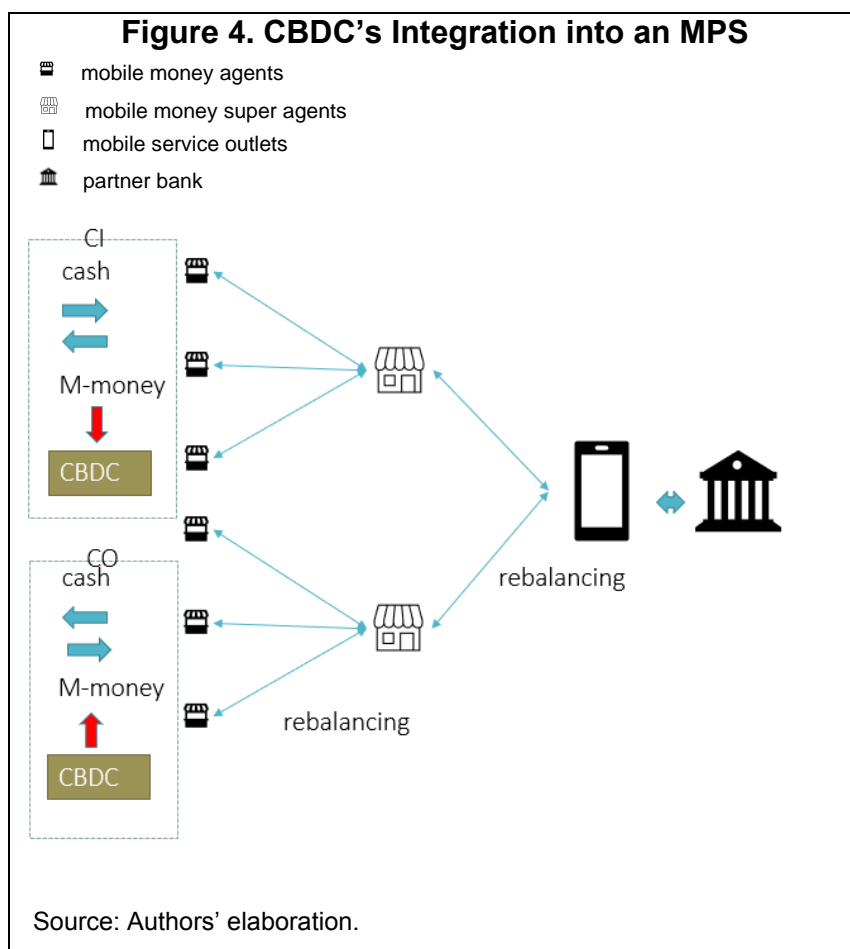 Figure 4. CBDC's Integration into an MPS
mobile money agents
mobile money super agents
mobile service outlets
partner bank
CI
cash
M-money
CBDC
CO
cash
M-money
CBDC
rebalancing
rebalancing
Source: Authors' elaboration.